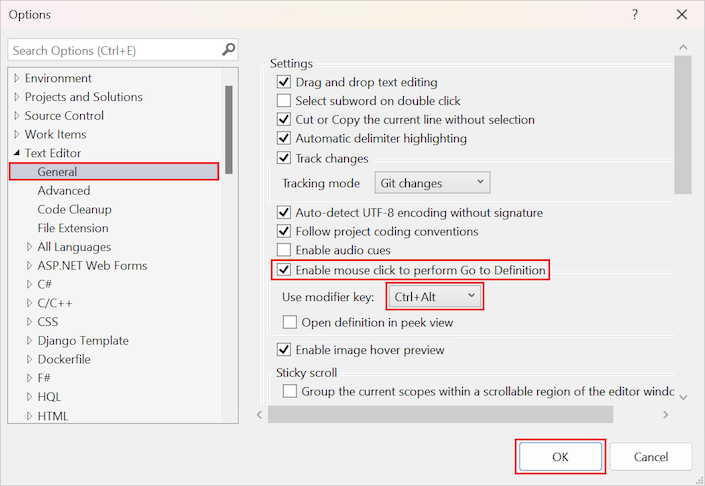 Options
?
Search Options (Ctrl+E)
Environment
Projects and Solutions
Source Control
Work Items
Text Editor
General
Advanced
Code Cleanup
File Extension
All Languages
ASP.NET Web Forms
C#
C/C++
CSS
Django Template
Dockerfile
F#
HQL
HTML
Settings
Drag and drop text editing
Select subword on double click
Cut or Copy the current line without selection
Automatic delimiter highlighting
Track changes
Tracking mode Git changes
Auto-detect UTF-8 encoding without signature
Follow project coding conventions
Enable audio cues
Enable mouse click to perform Go to Definition
Use modifier key: Ctrl+Alt
Open definition in peek view
Enable image hover preview
Sticky scroll
Group the current scopes within a scrollable region of the editor windo
OK Cancel